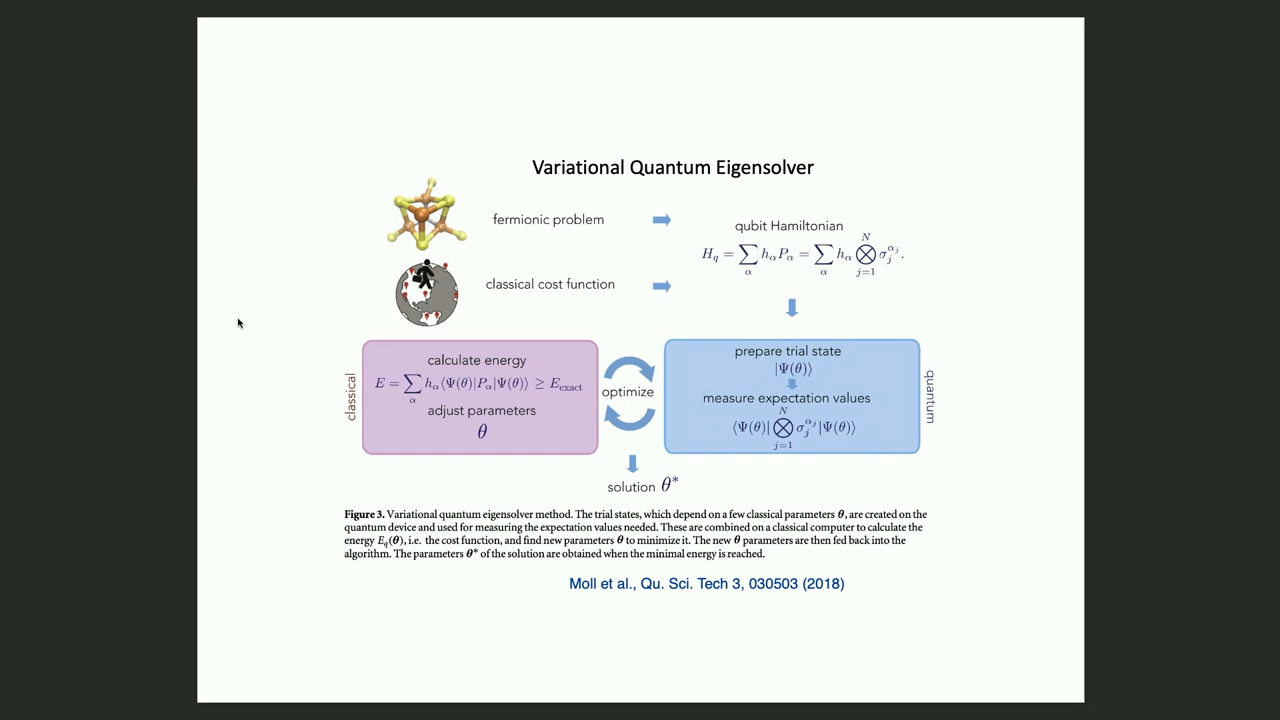 Variational Quantum Eigensolver
fermionic problem
qubit Hamiltonian
H_q = ∑_α h_α P_α = ∑_α h_α ⊗_{j=1}^{N} σ_j^{α_j}.
classical cost function
classical
calculate energy
E = ∑_α h_α ⟨Ψ(θ)|P_α|Ψ(θ)⟩ ≥ E_exact
adjust parameters
θ
optimize
prepare trial state
|Ψ(θ)⟩
measure expectation values
⟨Ψ(θ)| ⊗_{j=1}^{N} σ_j^{α_j} |Ψ(θ)⟩
quantum
solution θ*
Figure 3. Variational quantum eigensolver method. The trial states, which depend on a few classical parameters θ, are created on the
quantum device and used for measuring the expectation values needed. These are combined on a classical computer to calculate the
energy E_q(θ), i.e. the cost function, and find new parameters θ to minimize it. The new θ parameters are then fed back into the
algorithm. The parameters θ* of the solution are obtained when the minimal energy is reached.
Moll et al., Qu. Sci. Tech 3, 030503 (2018)